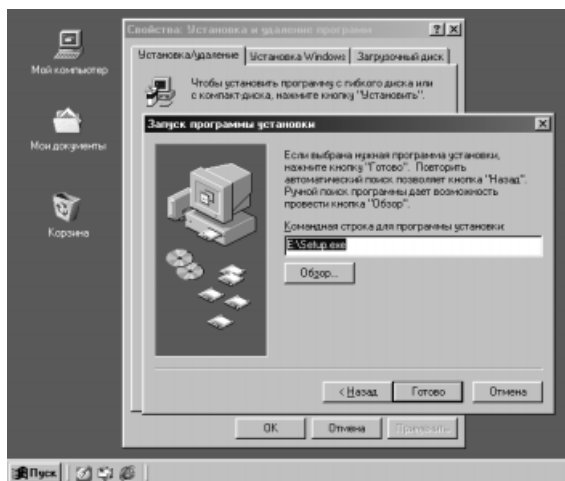 Свойства: Установка и удаление программ
Мой компьютер
Установка/удаление Установка Windows Загрузочный диск
Чтобы установить программу с гибкого диска или
с компакт-диска, нажмите кнопку "Установить".
Запуск программы установки
Мои документы
Если выбрана нужная программа установки,
нажмите кнопку "Готово". Повторить
автоматический поиск позволяет кнопка "Назад".
Ручной поиск программы дает возможность
провести кнопка "Обзор".
Корзина
Командная строка для программы установки:
E:\Setup.exe
Обзор...
< Назад Готово Отмена
OK Отмена Применить
Пуск